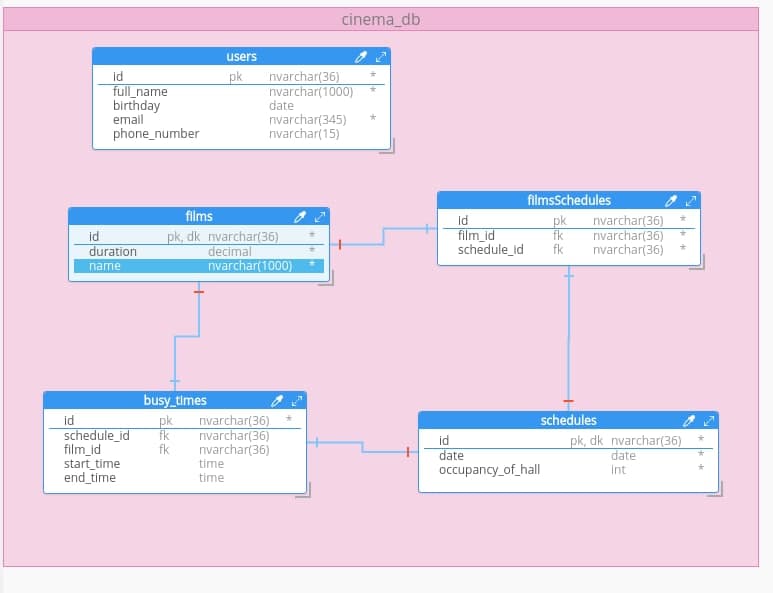 cinema_db
users
id pk nvarchar(36) *
full_name nvarchar(1000) *
birthday date
email nvarchar(345) *
phone_number nvarchar(15)
films
id pk, dk nvarchar(36) *
duration decimal *
name nvarchar(1000) *
filmsSchedules
id pk nvarchar(36) *
film_id fk nvarchar(36) *
schedule_id fk nvarchar(36) *
busy_times
id pk nvarchar(36) *
schedule_id fk nvarchar(36)
film_id fk nvarchar(36)
start_time time
end_time time
schedules
id pk, dk nvarchar(36) *
date date *
occupancy_of_hall int *